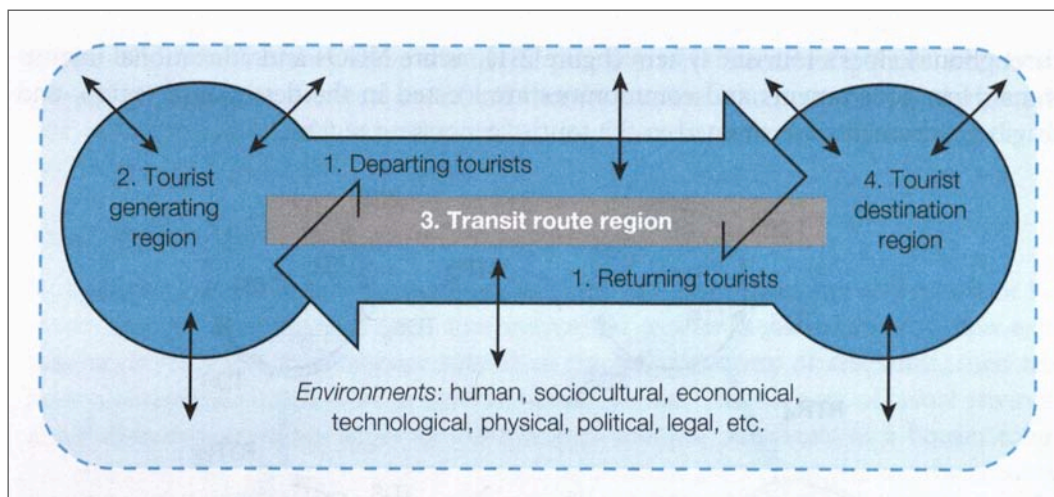 1. Departing tourists
2. Tourist
generating
region
3. Transit route region
4. Tourist
destination
region
1. Returning tourists
Environments: human, sociocultural, economical,
technological, physical, political, legal, etc.